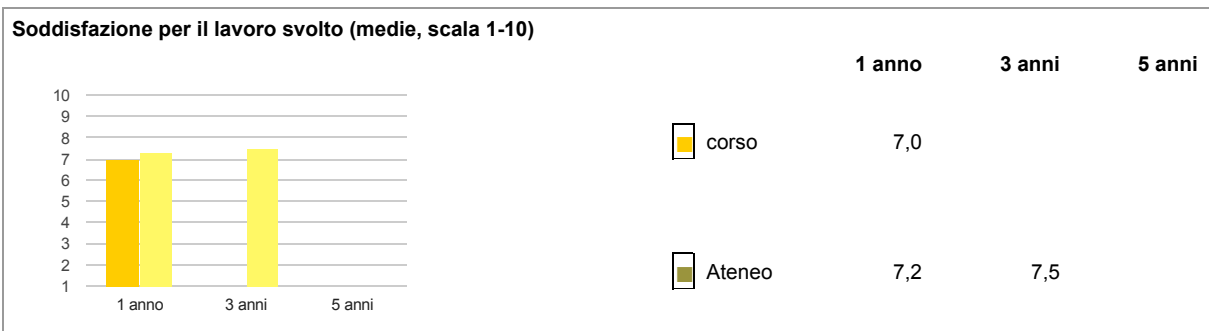 Soddisfazione per il lavoro svolto (medie, scala 1-10)
1 anno 3 anni 5 anni
10
9
8
7
6
5
4
3
2
1
1 anno 3 anni 5 anni
corso 7,0
Ateneo 7,2 7,5